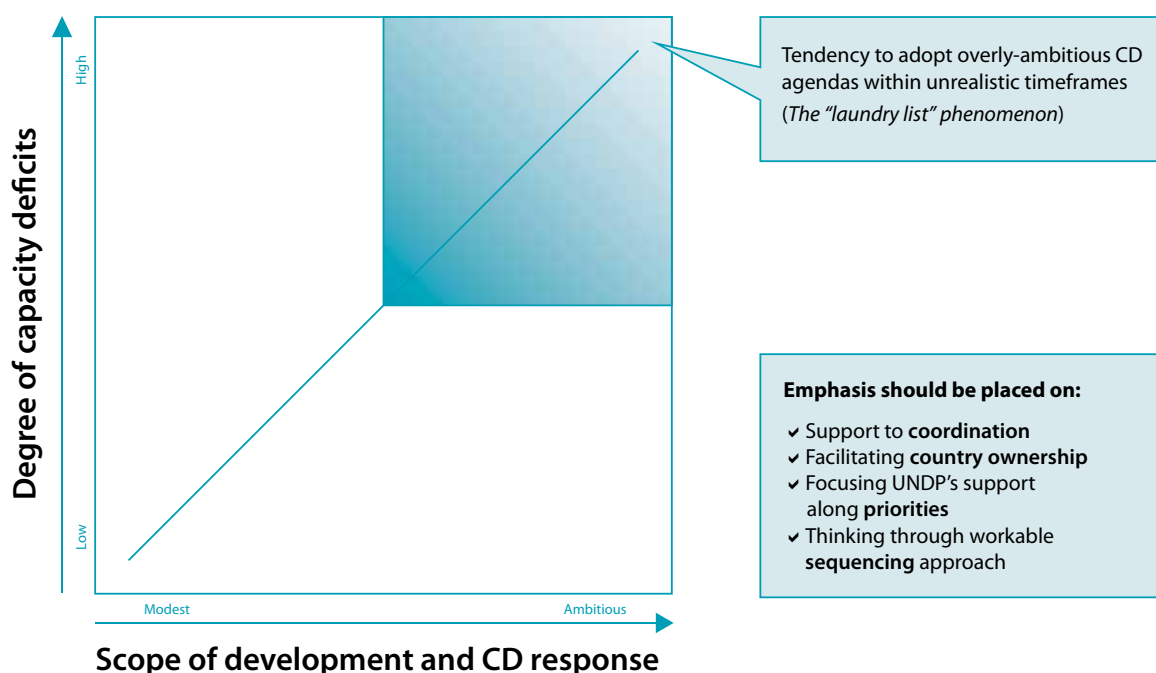 Degree of capacity deficits
High
Low
Modest
Ambitious
Scope of development and CD response
Tendency to adopt overly-ambitious CD
agendas within unrealistic timeframes
(The “laundry list” phenomenon)
Emphasis should be placed on:
✓ Support to coordination
✓ Facilitating country ownership
✓ Focusing UNDP’s support
along priorities
✓ Thinking through workable
sequencing approach